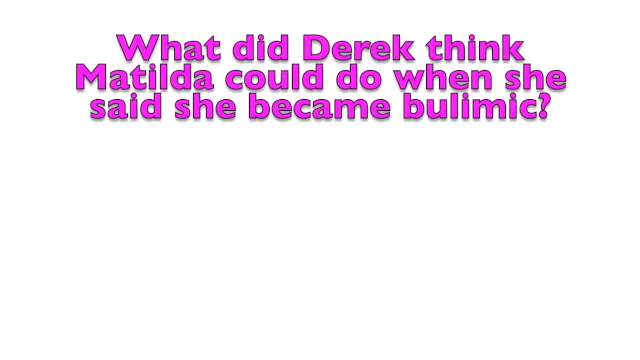 What did Derek think
Matilda could do when she
said she became bulimic?